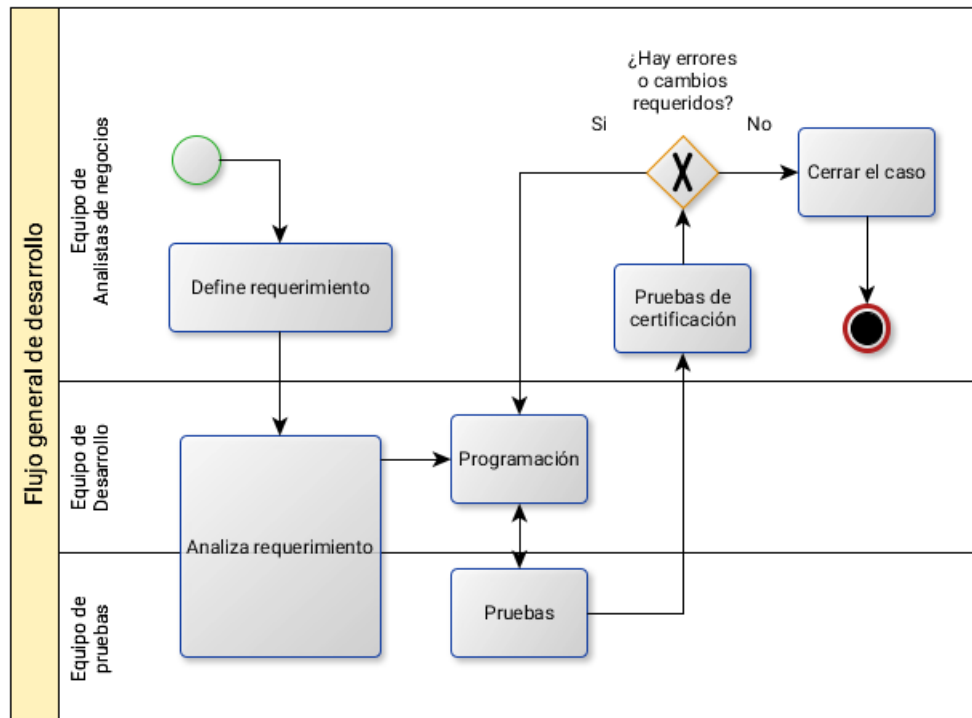 Flujo general de desarrollo
Equipo de
Analistas de negocios
¿Hay errores
o cambios
requeridos?
Si
No
Cerrar el caso
Define requerimiento
Pruebas de
certificación
Equipo de
Desarrollo
Programación
Analiza requerimiento
Equipo de
pruebas
Pruebas